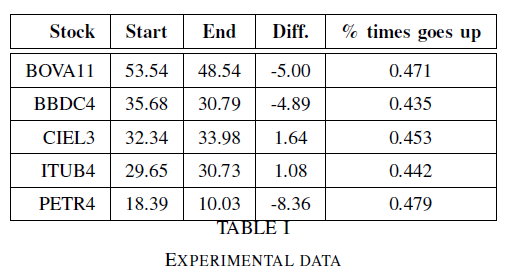 Stock Start End Diff. % times goes up
BOVA11 53.54 48.54 -5.00 0.471
BBDC4 35.68 30.79 -4.89 0.435
CIEL3 32.34 33.98 1.64 0.453
ITUB4 29.65 30.73 1.08 0.442
PETR4 18.39 10.03 -8.36 0.479
TABLE I
EXPERIMENTAL DATA